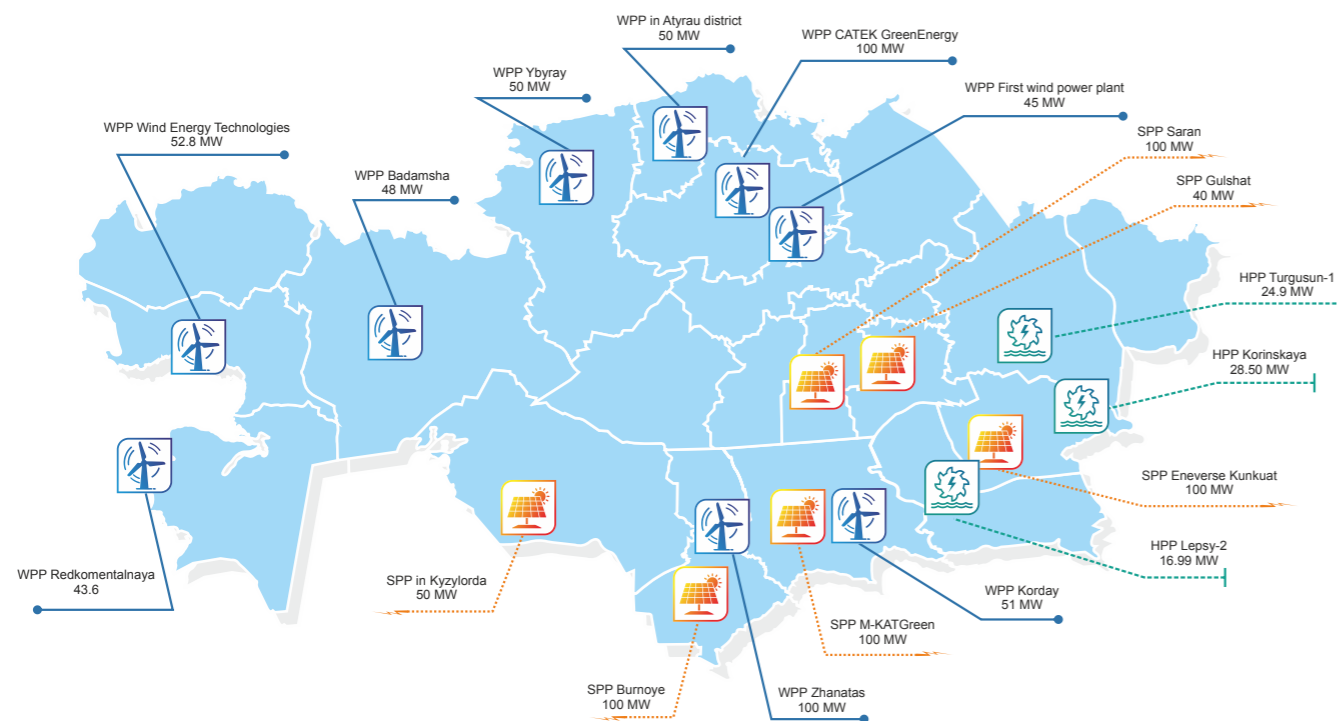 WPP in Atyrau district
50 MW
WPP CATEK GreenEnergy
100 MW
WPP Ybyray
50 MW
WPP First wind power plant
45 MW
WPP Wind Energy Technologies
52.8 MW
SPP Saran
100 MW
WPP Badamsha
48 MW
SPP Gulshat
40 MW
HPP Turgusun-1
24.9 MW
HPP Korinskaya
28.50 MW
SPP Eneverse Kunkuat
100 MW
HPP Lepsy-2
16.99 MW
WPP Redkomentalnaya
43.6
SPP in Kyzylorda
50 MW
WPP Korday
51 MW
SPP M-KATGreen
100 MW
SPP Burnoye
100 MW
WPP Zhanatas
100 MW